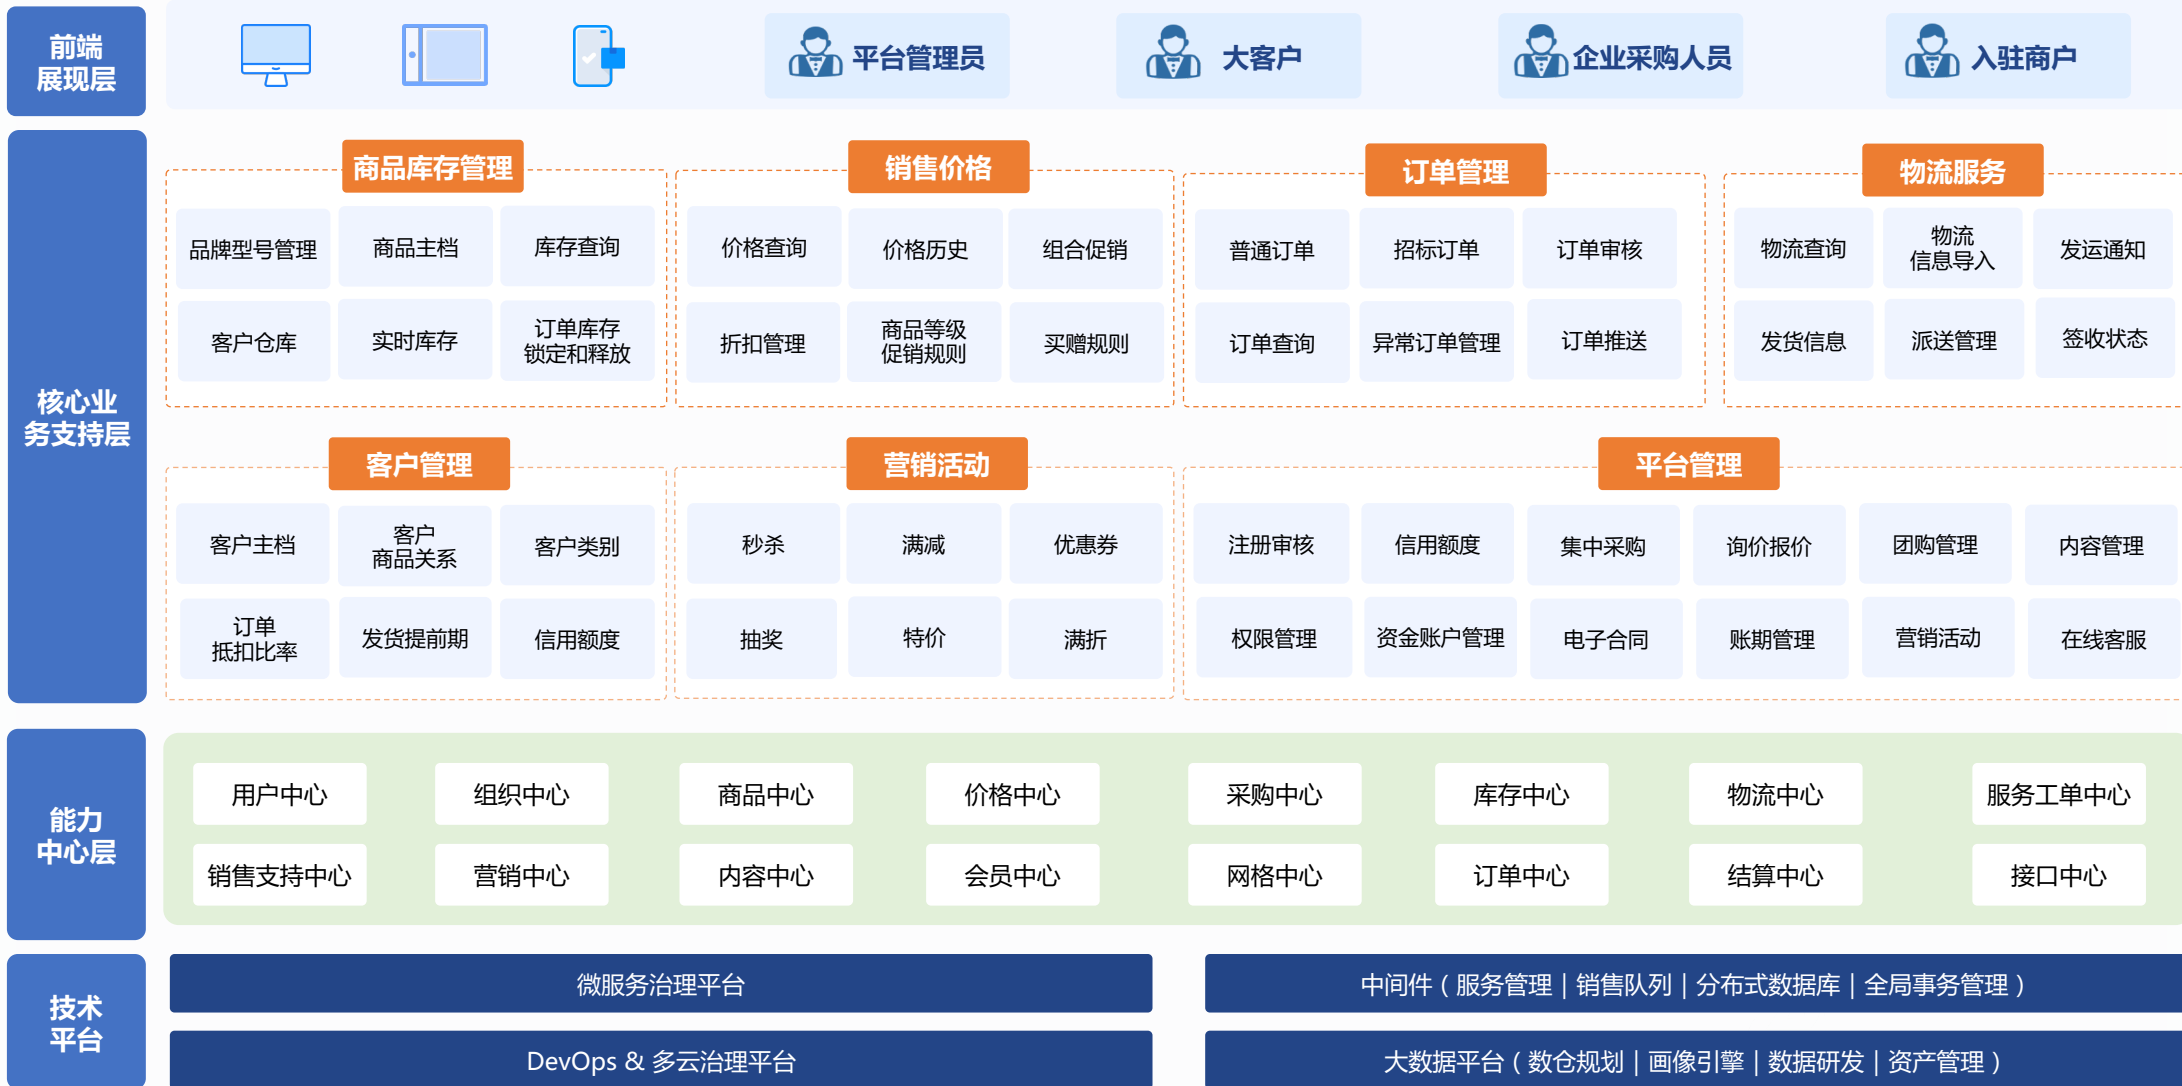 前端
展现层
平台管理员
大客户
企业采购人员
入驻商户
核心业
务支持层
商品库存管理
销售价格
订单管理
物流服务
品牌型号管理
商品主档
库存查询
客户仓库
实时库存
订单库存
锁定和释放
价格查询
价格历史
组合促销
折扣管理
商品等级
促销规则
买赠规则
普通订单
招标订单
订单审核
订单查询
异常订单管理
订单推送
物流查询
物流
信息导入
发运通知
发货信息
派送管理
签收状态
客户管理
营销活动
平台管理
客户主档
客户
商品关系
客户类别
订单
抵扣比率
发货提前期
信用额度
秒杀
满减
优惠券
抽奖
特价
满折
注册审核
信用额度
集中采购
询价报价
团购管理
内容管理
权限管理
资金账户管理
电子合同
账期管理
营销活动
在线客服
能力
中心层
用户中心
组织中心
商品中心
价格中心
采购中心
库存中心
物流中心
服务工单中心
销售支持中心
营销中心
内容中心
会员中心
网格中心
订单中心
结算中心
接口中心
技术
平台
微服务治理平台
中间件（服务管理｜销售队列｜分布式数据库｜全局事务管理）
DevOps & 多云治理平台
大数据平台（数仓规划｜画像引擎｜数据研发｜资产管理）